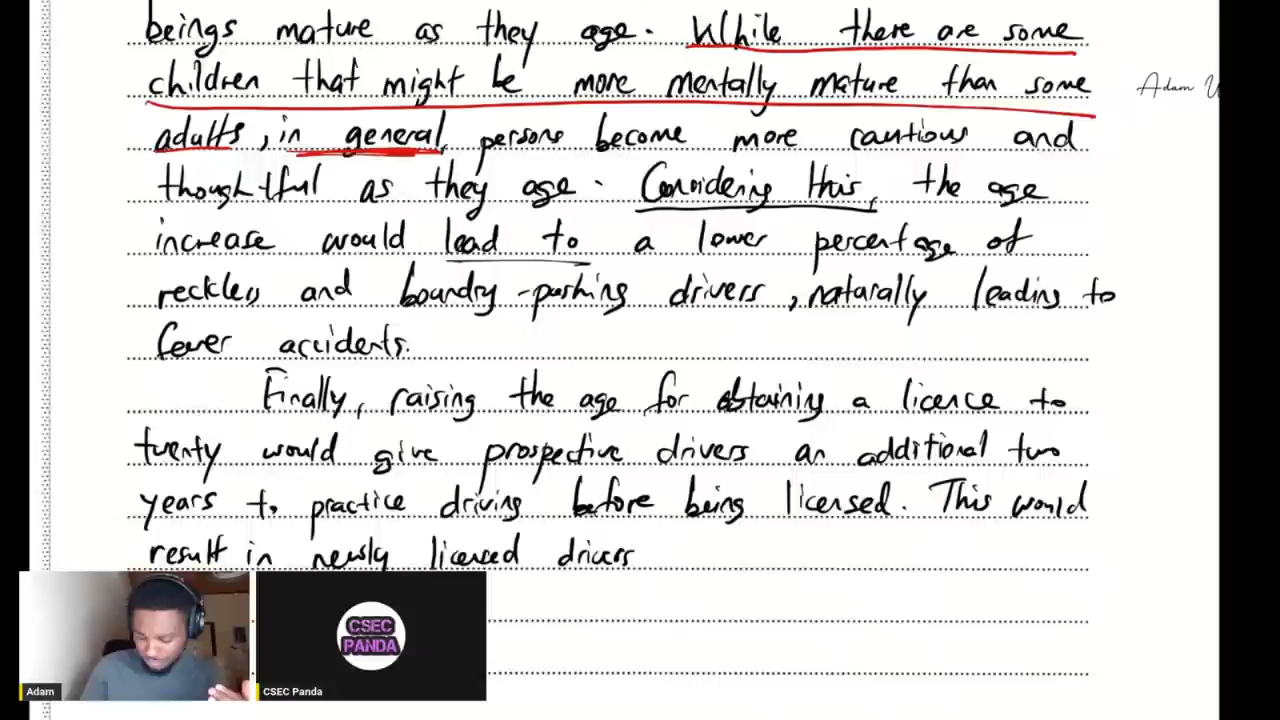 beings mature as they age. While there are some
children that might be more mentally mature than some
Adam W
adults, in general, persons become more cautious and
thoughtful as they age. Considering this, the age
increase would lead to a lower percentage of
reckless and boundry-pushing drivers, naturally leading to
fewer accidents.
Finally, raising the age for obtaining a licence to
twenty would give prospective drivers an additional two
years to practice driving before being licensed. This would
result in newly licenced drivers
CSEC
PANDA
Adam
CSEC Panda